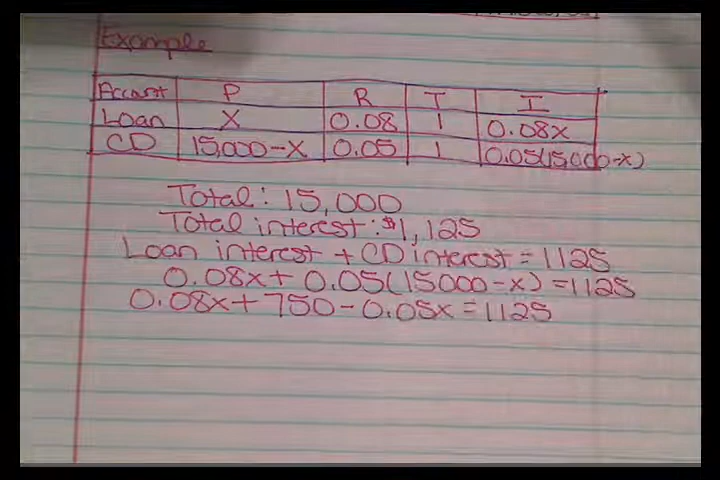 Example
Account P R T I
Loan X 0.08 1 0.08x
CD 15,000-X 0.05 1 0.05(15,000-x)
Total: 15,000
Total interest: $1,125
Loan interest + CD interest = 1125
0.08x + 0.05(15000-x) = 1125
0.08x + 750 - 0.05x = 1125